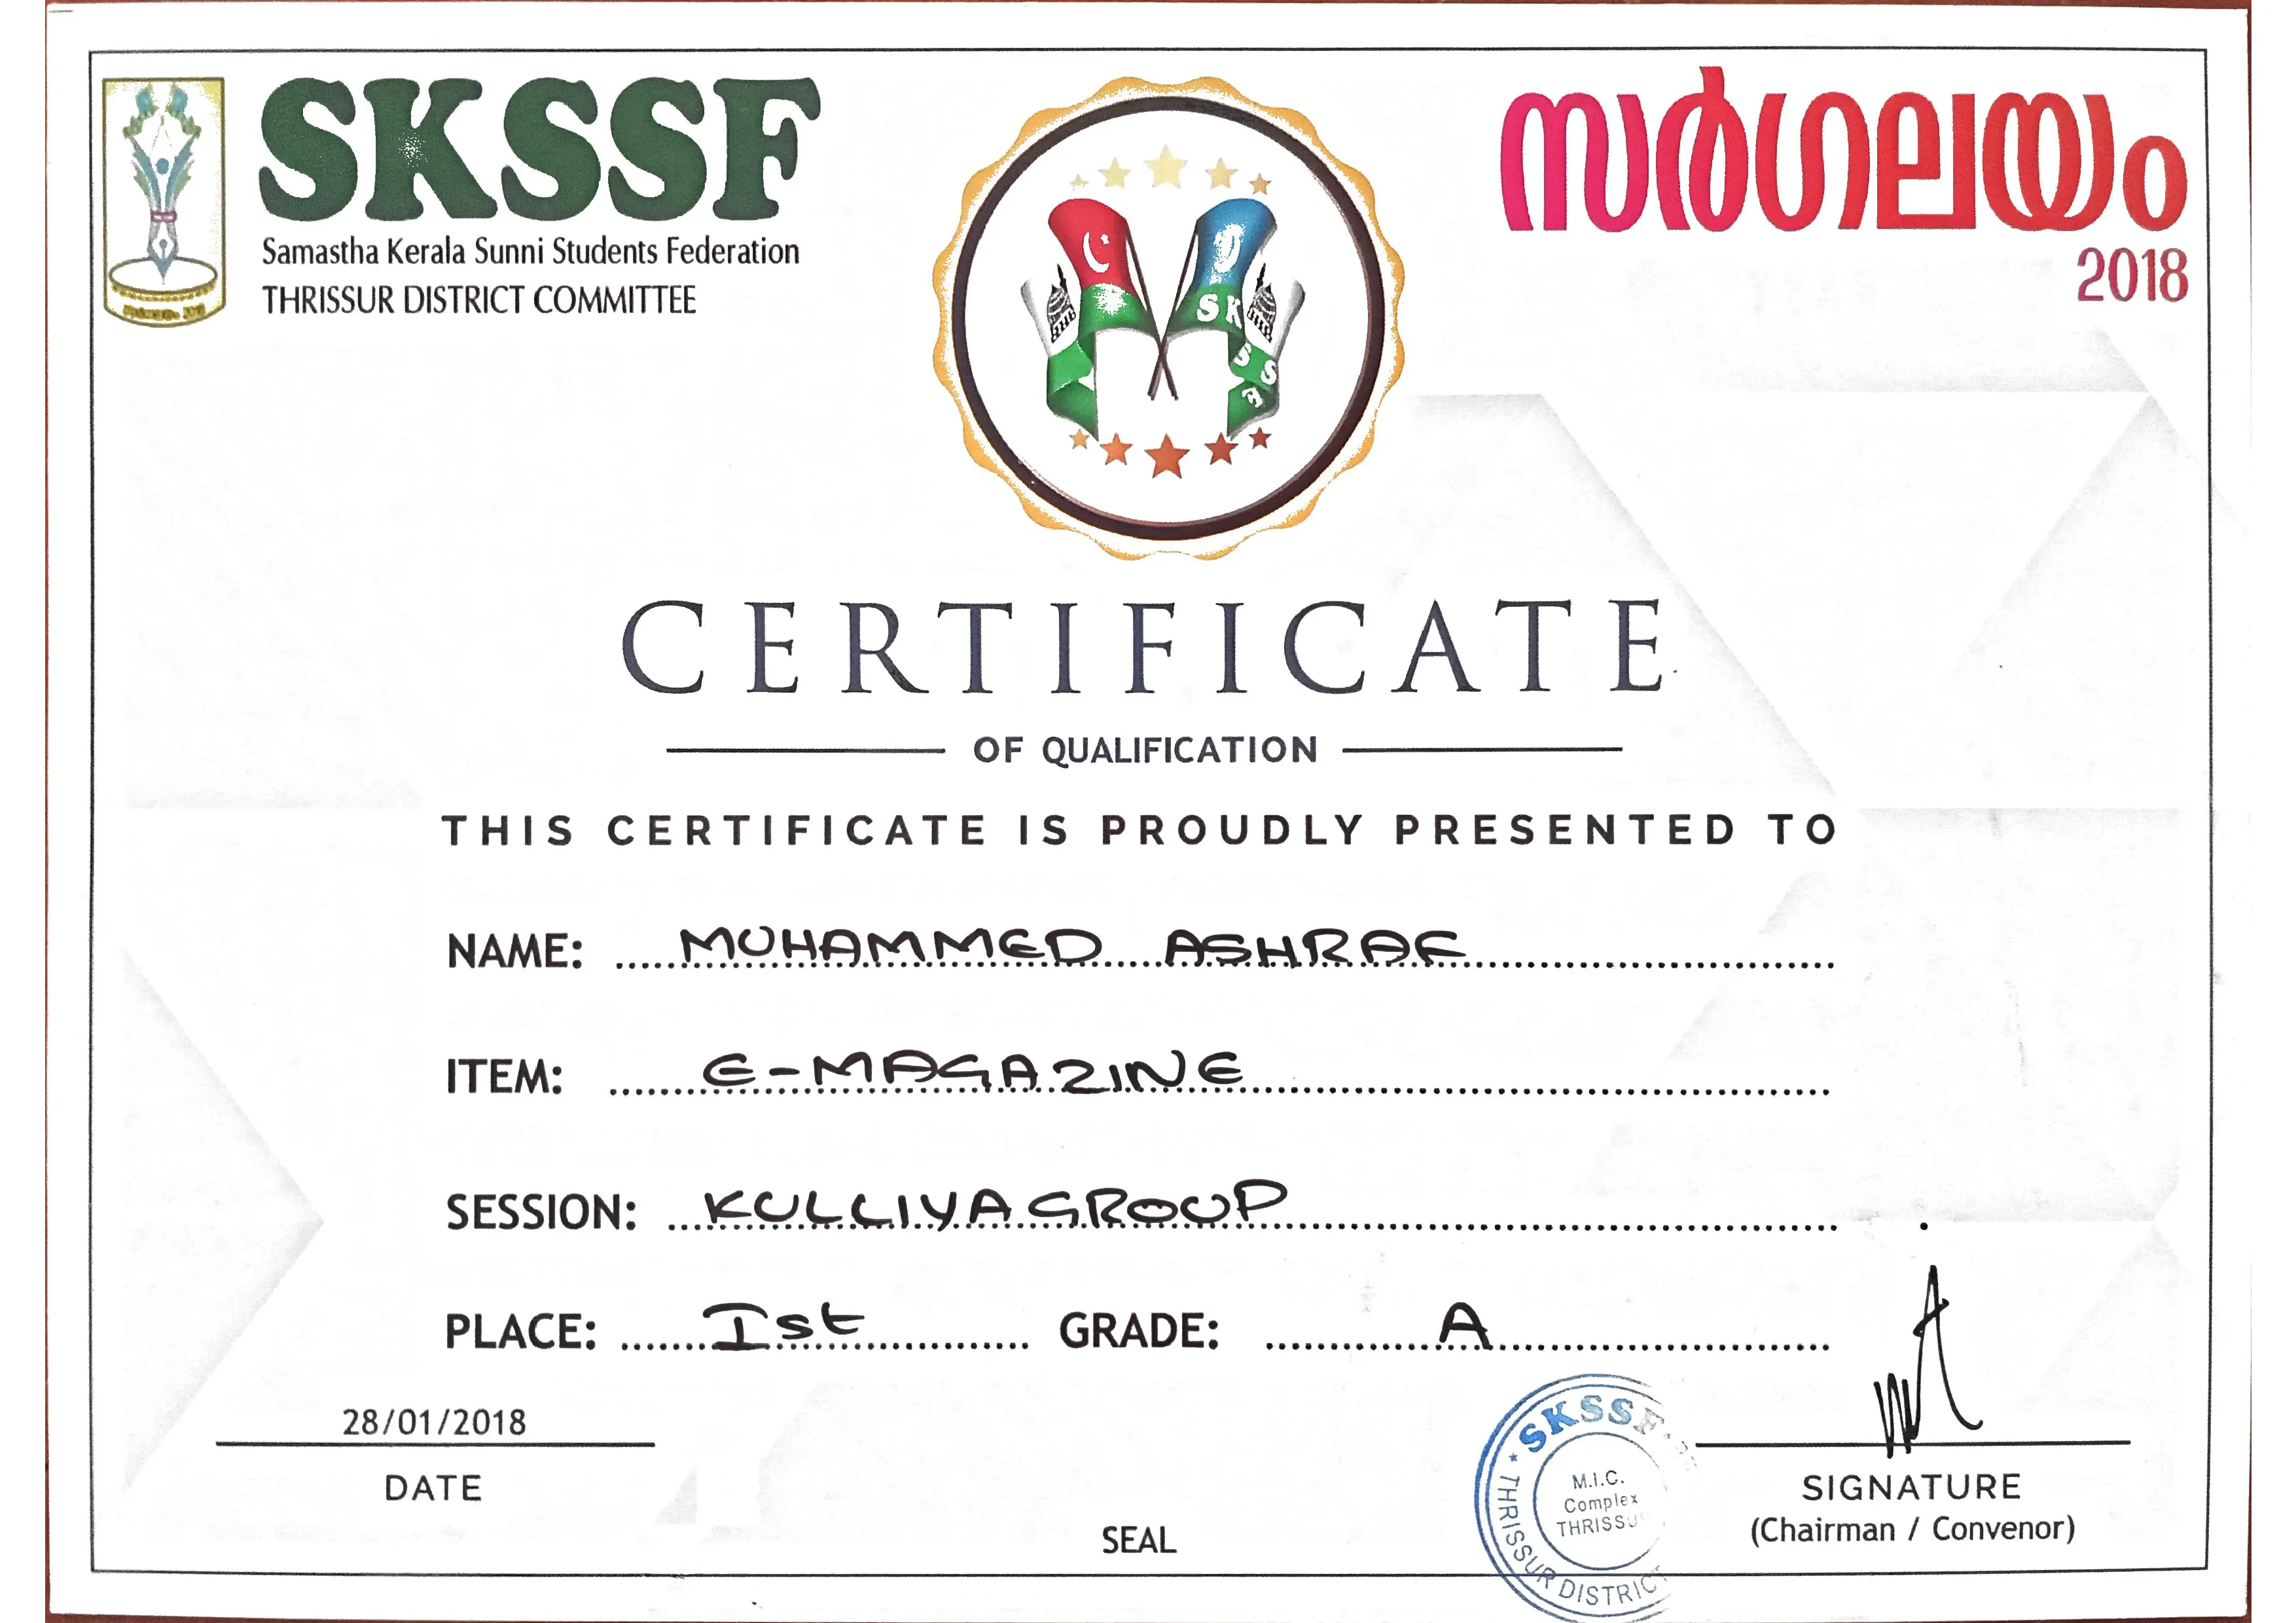 SKSSF
Samastha Kerala Sunni Students Federation
THRISSUR DISTRICT COMMITTEE
സർഗലയം
2018
SK
S
S
F
CERTIFICATE
OF QUALIFICATION
THIS CERTIFICATE IS PROUDLY PRESENTED TO
NAME: MUHAMMED ASHRAF
ITEM: E-MAGAZINE
SESSION: KULLIYA GROUP
PLACE: Ist GRADE: A
28/01/2018
DATE
SEAL
SKSSF
M.I.C.
Complex
THRISSU
THRISSUR DISTRICT
SIGNATURE
(Chairman / Convenor)